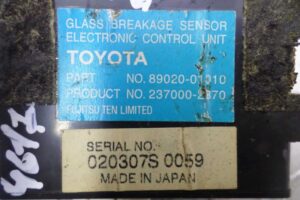 GLASS BREAKAGE SENSOR
ELECTRONIC CONTROL UNIT
TOYOTA
PART NO. 89020-01010
PRODUCT NO. 237000-2370
FUJITSU TEN LIMITED
SERIAL NO.
020307S 0059
MADE IN JAPAN